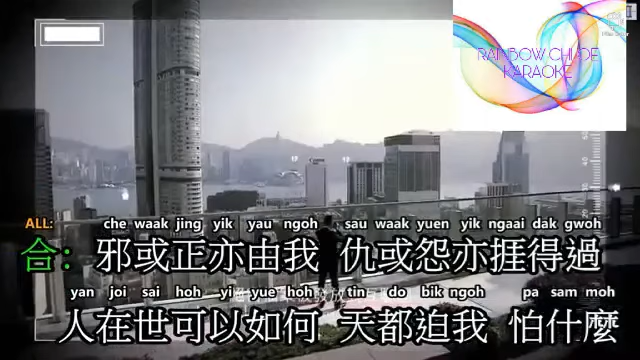 RAINBOW CHLOE
KARAOKE
ALL: che waak jing yik yau ngoh sau waak yuen yik ngaai dak gwoh
合: 邪或正亦由我 仇或怨亦捱得過
yan joi sai hoh yi yue hoh tin do bik ngoh pa sam moh
人在世可以如何 天都迫我 怕什麼